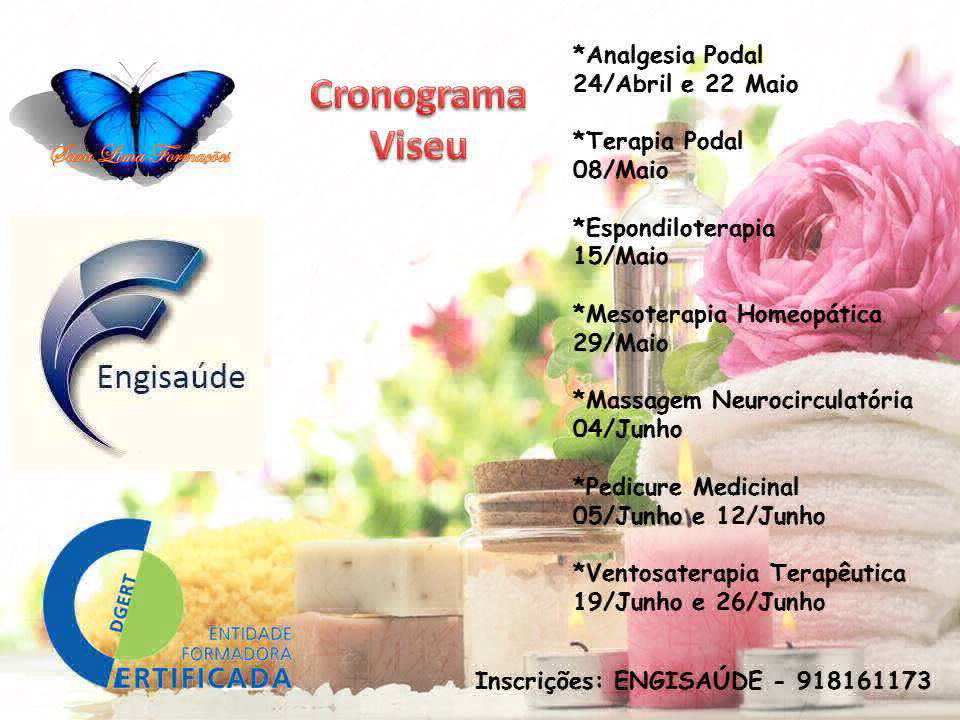 Sara Lima Formações
Cronograma
Viseu
Engisaúde
DGERT
ENTIDADE
FORMADORA
CERTIFICADA
*Analgesia Podal
24/Abril e 22 Maio
*Terapia Podal
08/Maio
*Espondiloterapia
15/Maio
*Mesoterapia Homeopática
29/Maio
*Massagem Neurocirculatória
04/Junho
*Pedicure Medicinal
05/Junho e 12/Junho
*Ventosaterapia Terapêutica
19/Junho e 26/Junho
Inscrições: ENGISAÚDE - 918161173